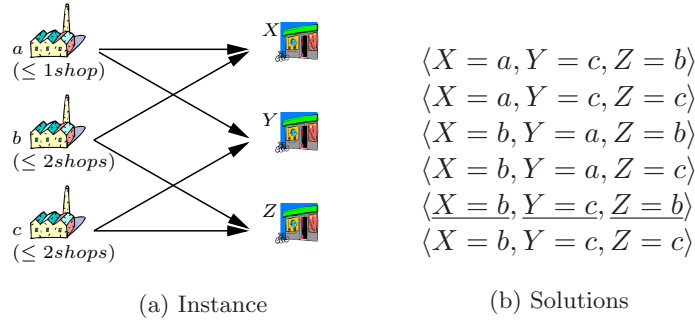 a
(≤ 1shop)
b
(≤ 2shops)
c
(≤ 2shops)
X
Y
Z
(a) Instance
⟨X = a, Y = c, Z = b⟩
⟨X = a, Y = c, Z = c⟩
⟨X = b, Y = a, Z = b⟩
⟨X = b, Y = a, Z = c⟩
⟨X = b, Y = c, Z = b⟩
⟨X = b, Y = c, Z = c⟩
(b) Solutions